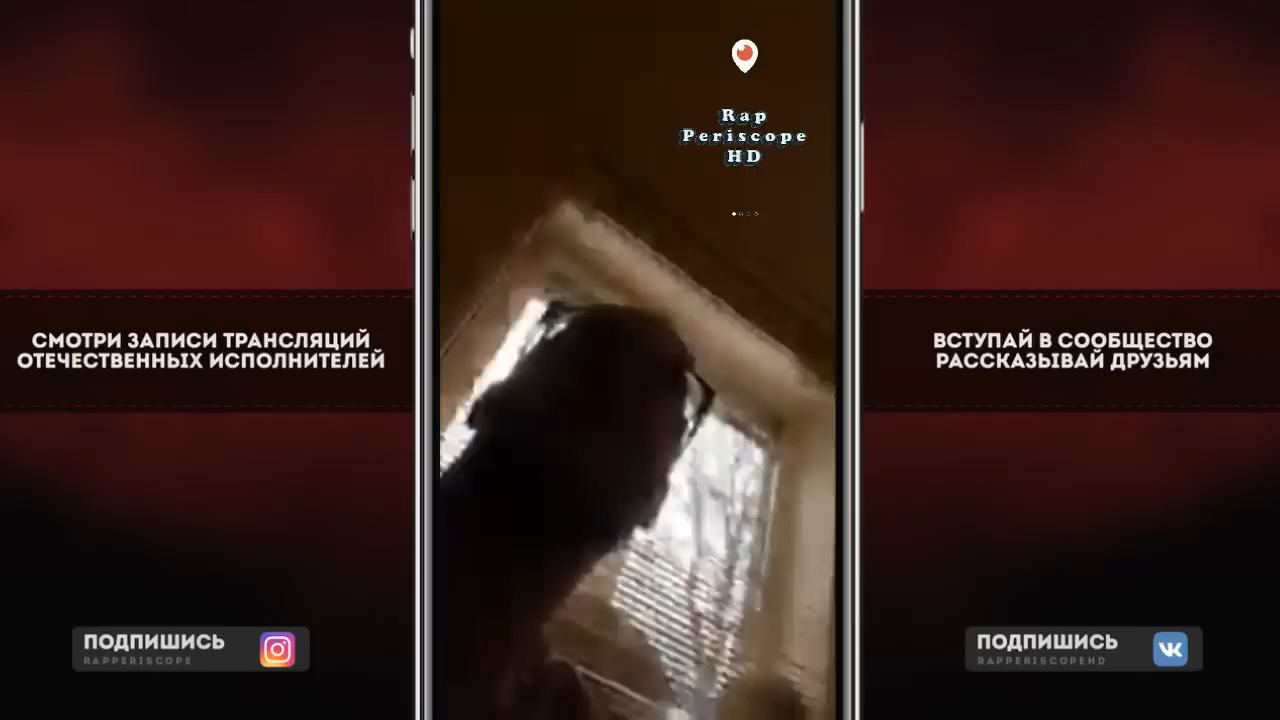 Rap
Periscope
HD
СМОТРИ ЗАПИСИ ТРАНСЛЯЦИЙ
ОТЕЧЕСТВЕННЫХ ИСПОЛНИТЕЛЕЙ
ВСТУПАЙ В СООБЩЕСТВО
РАССКАЗЫВАЙ ДРУЗЬЯМ
ПОДПИШИСЬ
RAPPERISCOPE
ПОДПИШИСЬ
RAPPERISCOPEHD